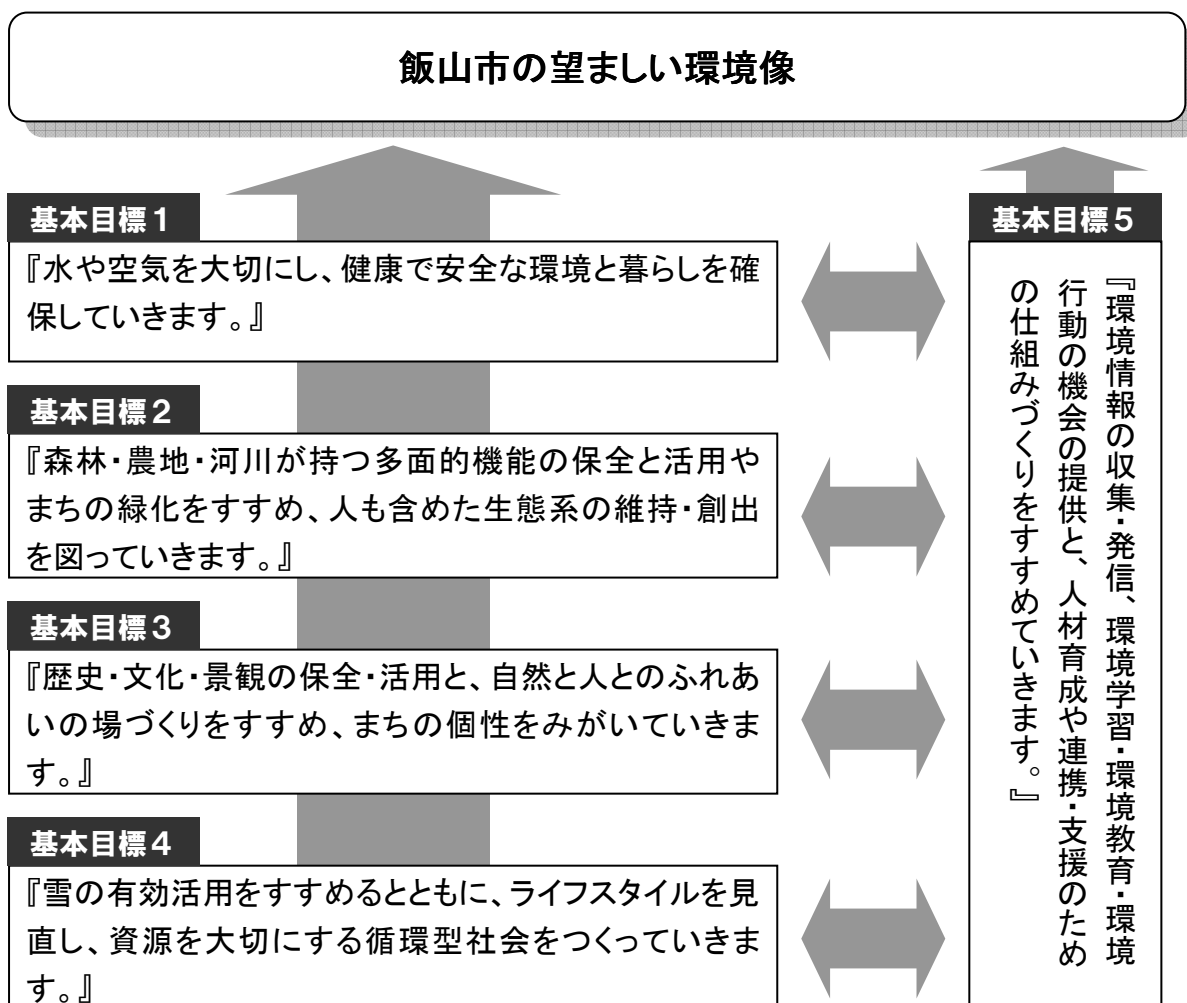 飯山市の望ましい環境像
基本目標１
『水や空気を大切にし、健康で安全な環境と暮らしを確
保していきます。』
基本目標２
『森林・農地・河川が持つ多面的機能の保全と活用や
まちの緑化をすすめ、人も含めた生態系の維持・創出
を図っていきます。』
基本目標３
『歴史・文化・景観の保全・活用と、自然と人とのふれあ
いの場づくりをすすめ、まちの個性をみがいていきま
す。』
基本目標４
『雪の有効活用をすすめるとともに、ライフスタイルを見
直し、資源を大切にする循環型社会をつくっていきま
す。』
基本目標５
『環境情報の収集・発信、環境学習・環境教育・環境
行動の機会の提供と、人材育成や連携・支援のため
の仕組みづくりをすすめていきます。』